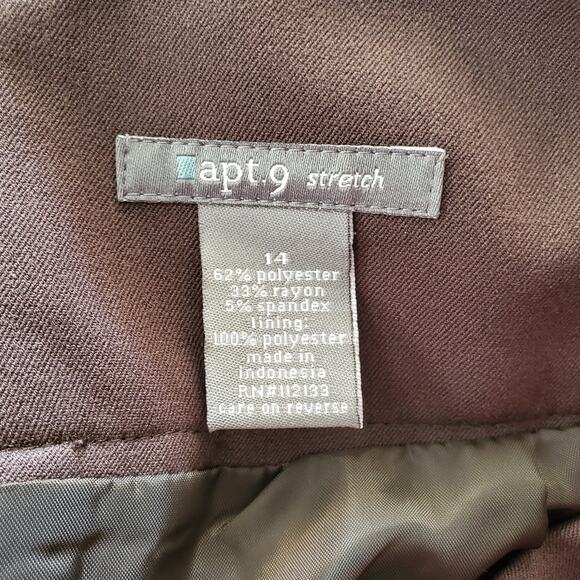 apt.9 stretch
14
62% polyester
33% rayon
5% spandex
lining:
100% polyester
made in
Indonesia
RN#112133
care on reverse